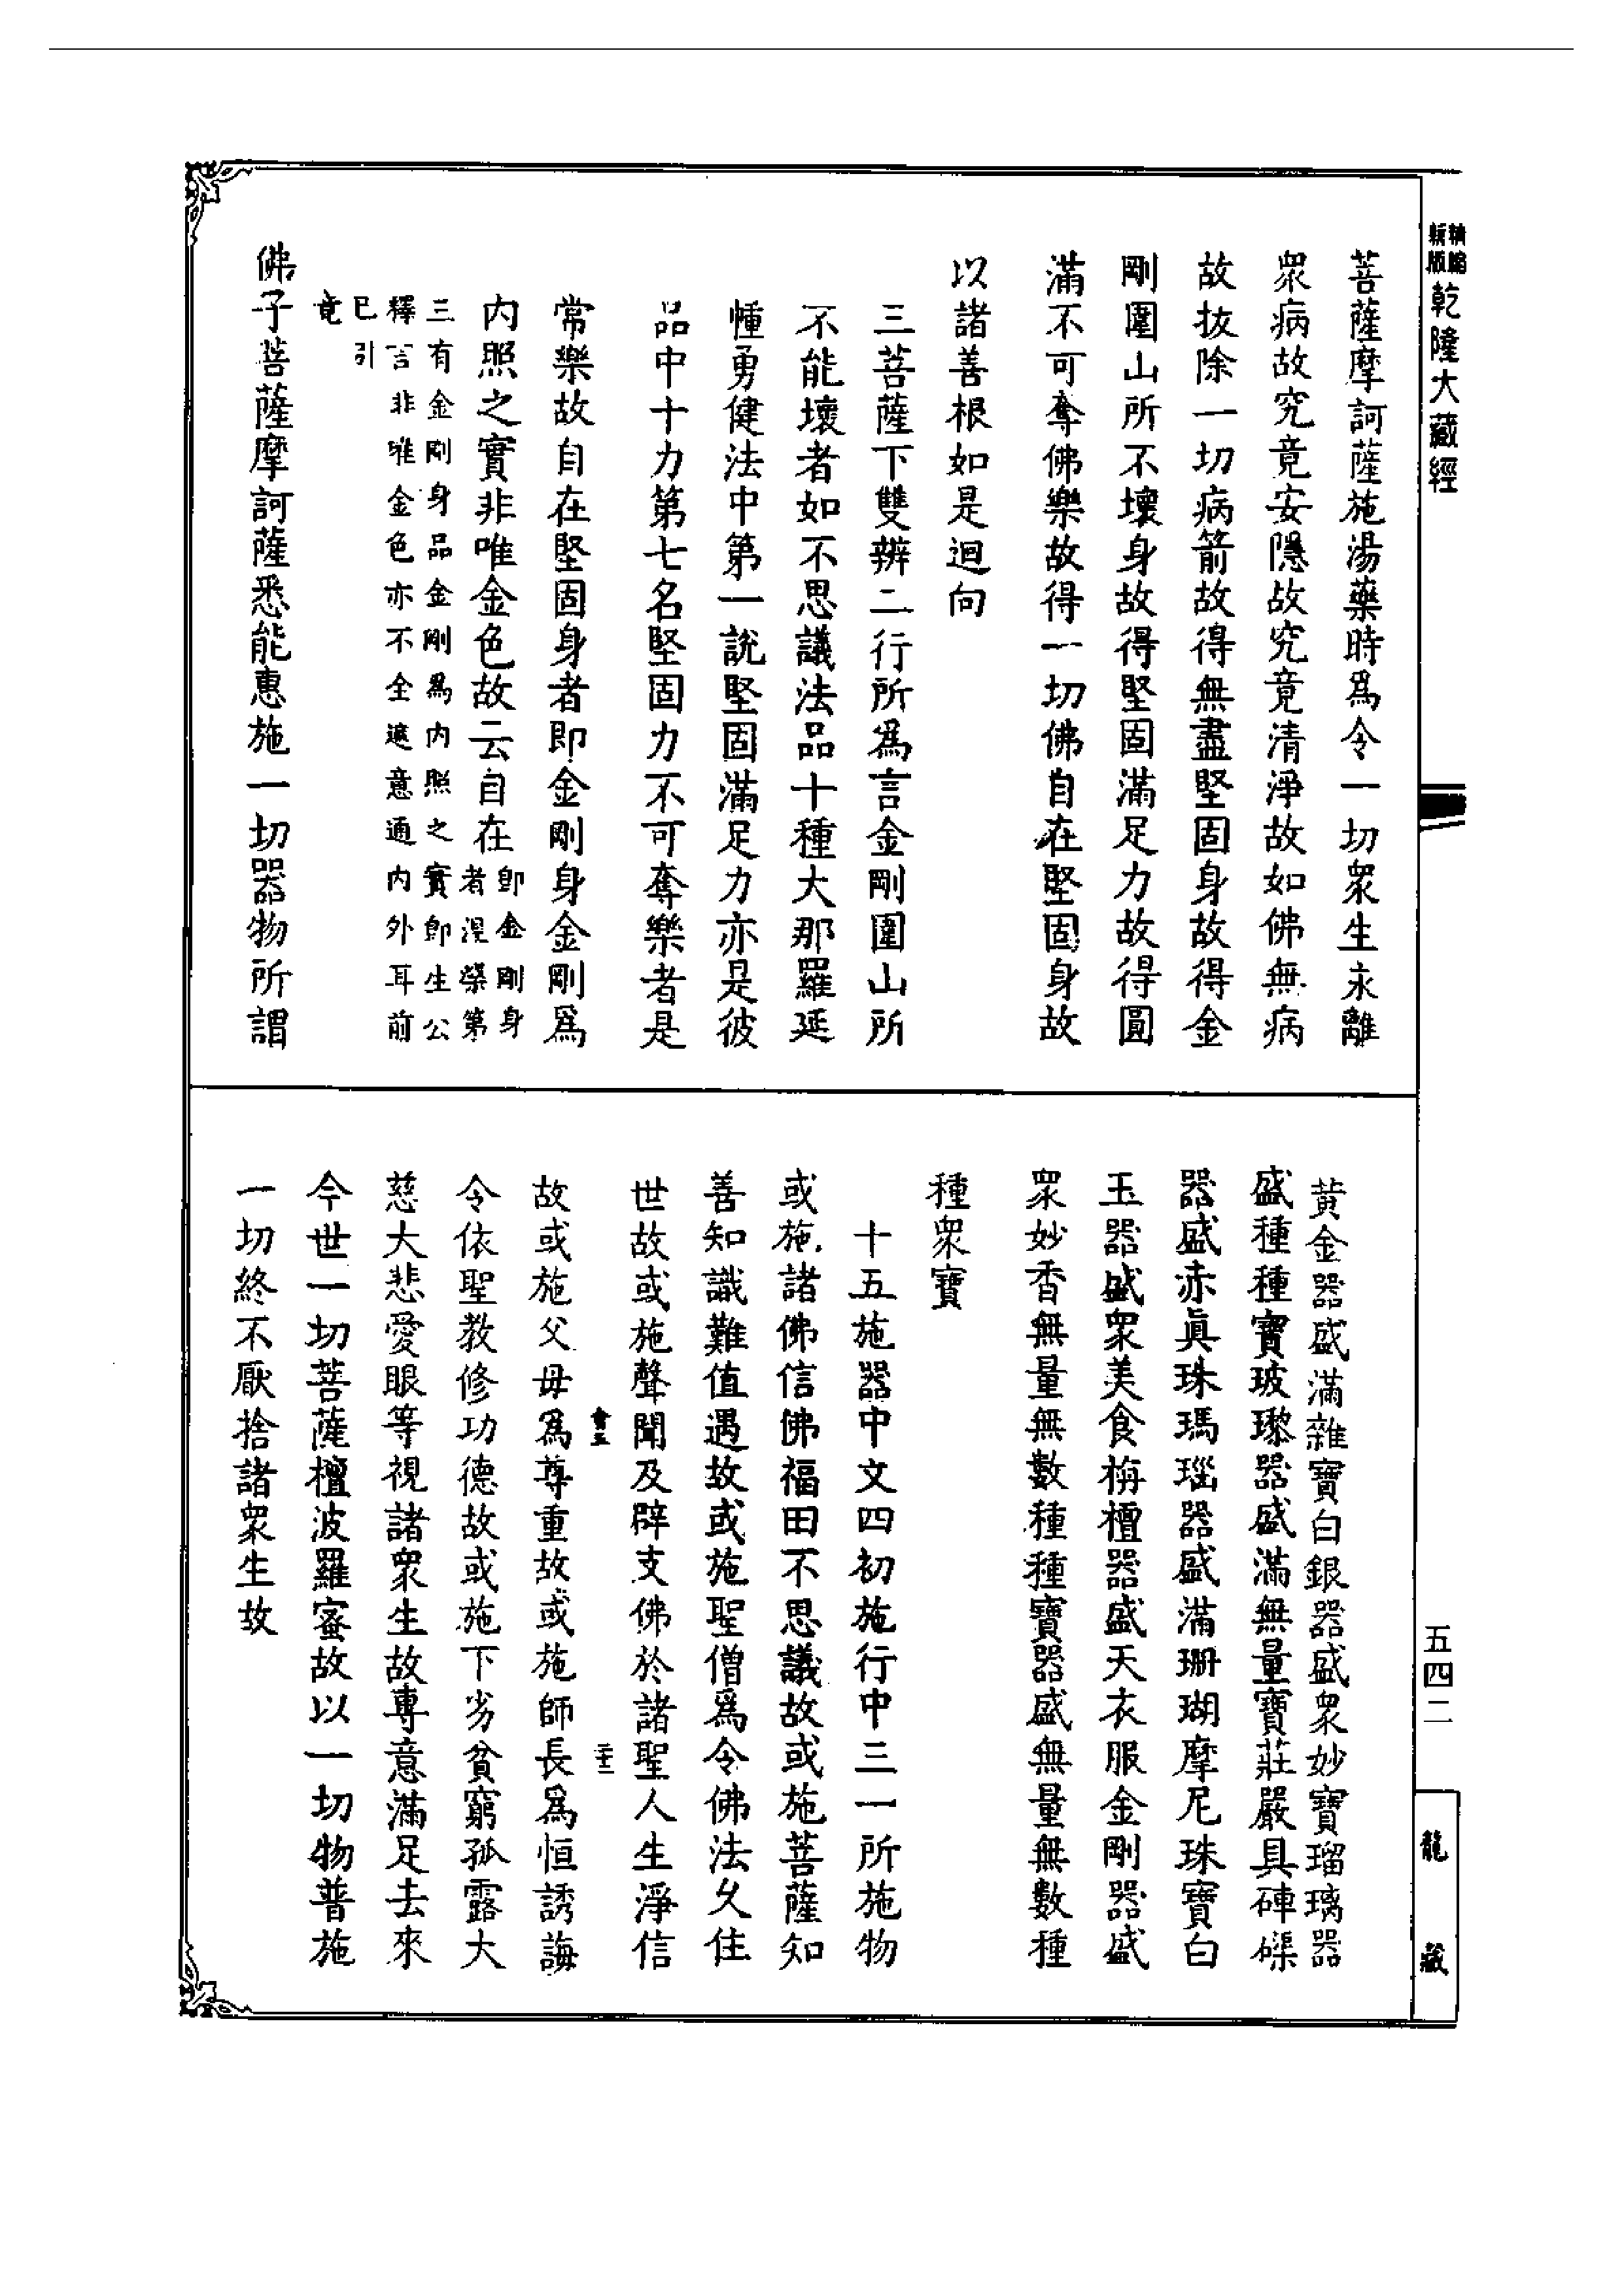 精縮
新版
乾隆大藏經
菩薩摩訶薩施湯藥時爲令一切衆生永離
衆病故究竟安隱故究竟清淨故如佛無病
故拔除一切病箭故得無盡堅固身故得金
剛圍山所不壞身故得堅固滿足力故得圓
滿不可奪佛樂故得一切佛自在堅固身故
以諸善根如是迴向
三菩薩下雙辨二行所爲言金剛圍山所
不能壞者如不思議法品十種大那羅延
幢勇健法中第一說堅固滿足力亦是彼
品中十力第七名堅固力不可奪樂者是
常樂故自在堅固身者即金剛身金剛爲
内照之實非唯金色故云自在
即金剛身
者涅槃第
三有金剛身品金剛爲内照之實即生公
釋言非唯金色亦不全遮意通内外耳前
已引
竟
佛子菩薩摩訶薩悉能惠施一切器物所謂
黄金器盛滿雜寶白銀器盛衆妙寶瑠璃器
盛種種寶玻瓈器盛滿無量寶莊嚴具硨磲
器盛赤眞珠瑪瑙器盛滿珊瑚摩尼珠寶白
玉器盛衆美食栴檀器盛天衣服金剛器盛
衆妙香無量無數種種寶器盛無量無數種
種衆寶
十五施器中文四初施行中三一所施物
或施諸佛信佛福田不思議故或施菩薩知
善知識難值遇故或施聖僧爲令佛法久住
世故或施聲聞及辟支佛於諸聖人生淨信
故或施父母爲尊重故或施師長爲恒誘誨
令依聖教修功德故或施下劣貧窮孤露大
慈大悲愛眼等視諸衆生故專意滿足去來
今世一切菩薩檀波羅蜜故以一切物普施
一切終不厭捨諸衆生故
五四二
龍藏